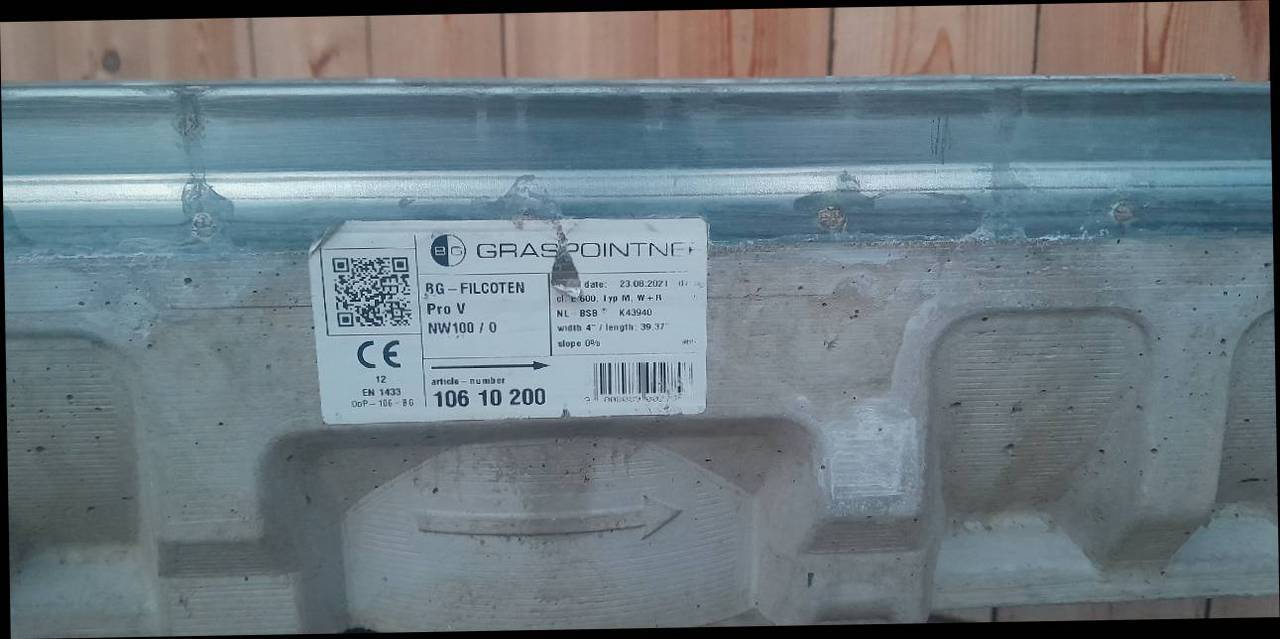 BG GRASPOINTNE
BG-FILCOTEN
Pro V
NW100 / 0
date: 23.08.2021
cl. E 600, Typ M, W+R
NL-BSB® K43940
width 4" / length: 39.37"
slope 0%
CE
12
EN 1433
DoP-106-BG
article-number
106 10 200